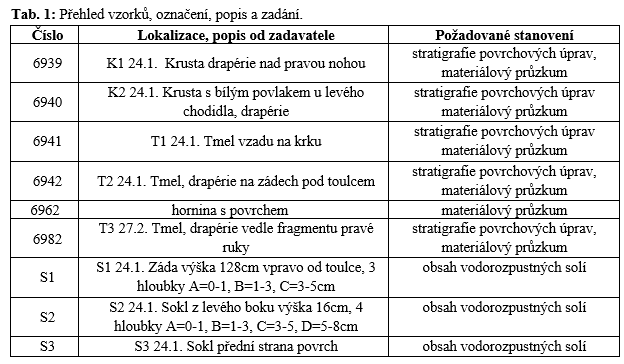 Tab. 1: Přehled vzorků, označení, popis a zadání.
Číslo Lokalizace, popis od zadavatele Požadované stanovení
6939 K1 24.1. Krusta drapérie nad pravou nohou stratigrafie povrchových úprav,
materiálový průzkum
6940 K2 24.1. Krusta s bílým povlakem u levého
chodidla, drapérie stratigrafie povrchových úprav
materiálový průzkum
6941 T1 24.1. Tmel vzadu na krku stratigrafie povrchových úprav
materiálový průzkum
6942 T2 24.1. Tmel, drapérie na zádech pod toulcem stratigrafie povrchových úprav,
materiálový průzkum
6962 hornina s povrchem materiálový průzkum
6982 T3 27.2. Tmel, drapérie vedle fragmentu pravé
ruky stratigrafie povrchových úprav,
materiálový průzkum
S1 S1 24.1. Záda výška 128cm vpravo od toulce, 3
hloubky A=0-1, B=1-3, C=3-5cm obsah vodorozpustných solí
S2 S2 24.1. Sokl z levého boku výška 16cm, 4
hloubky A=0-1, B=1-3, C=3-5, D=5-8cm obsah vodorozpustných solí
S3 S3 24.1. Sokl přední strana povrch obsah vodorozpustných solí